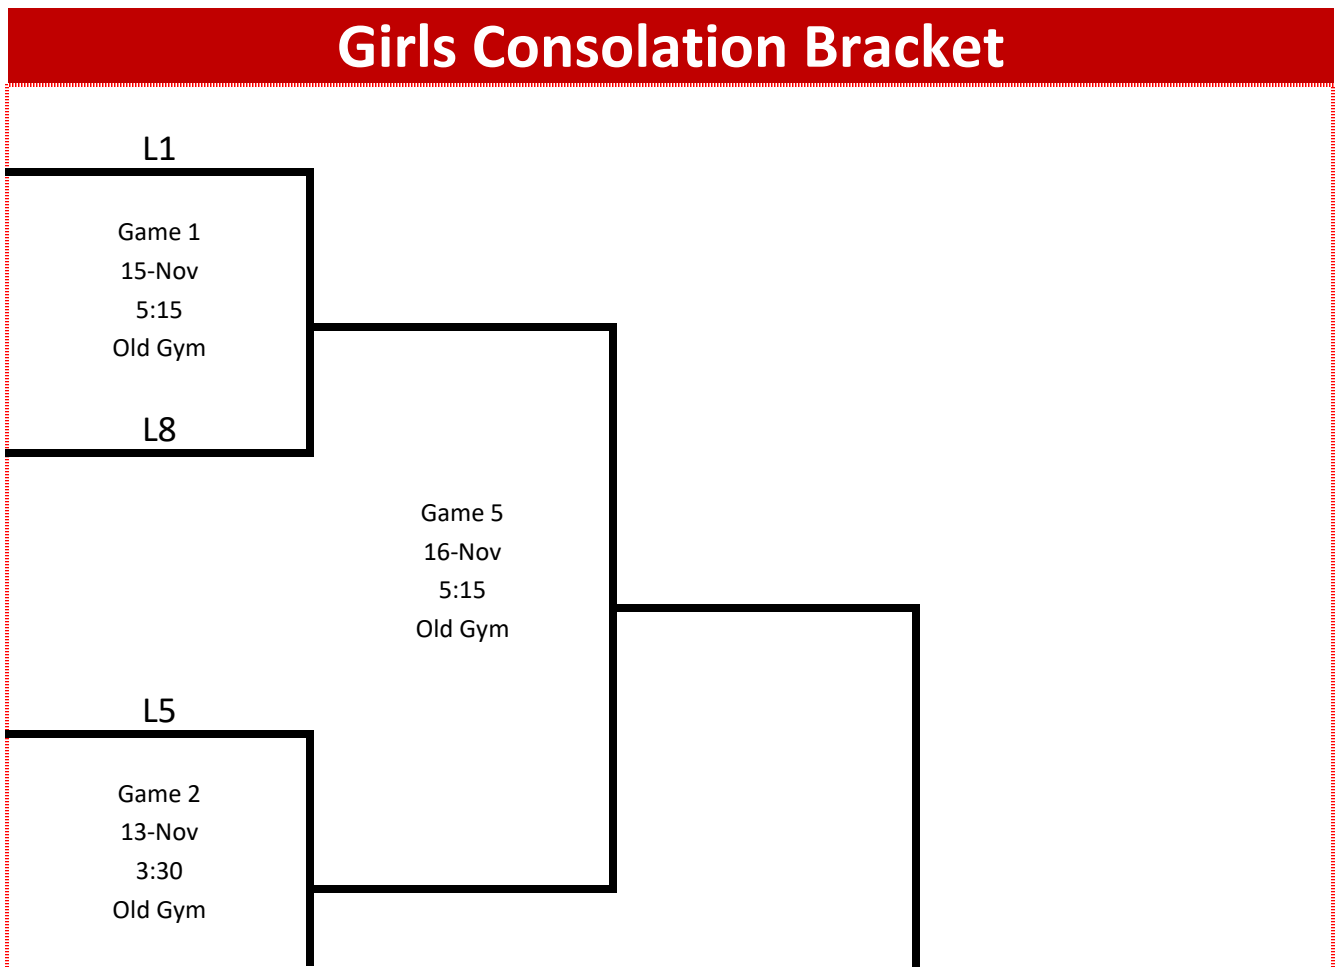 Girls Consolation Bracket
L1
Game 1
15-Nov
5:15
Old Gym
L8
Game 5
16-Nov
5:15
Old Gym
L5
Game 2
13-Nov
3:30
Old Gym